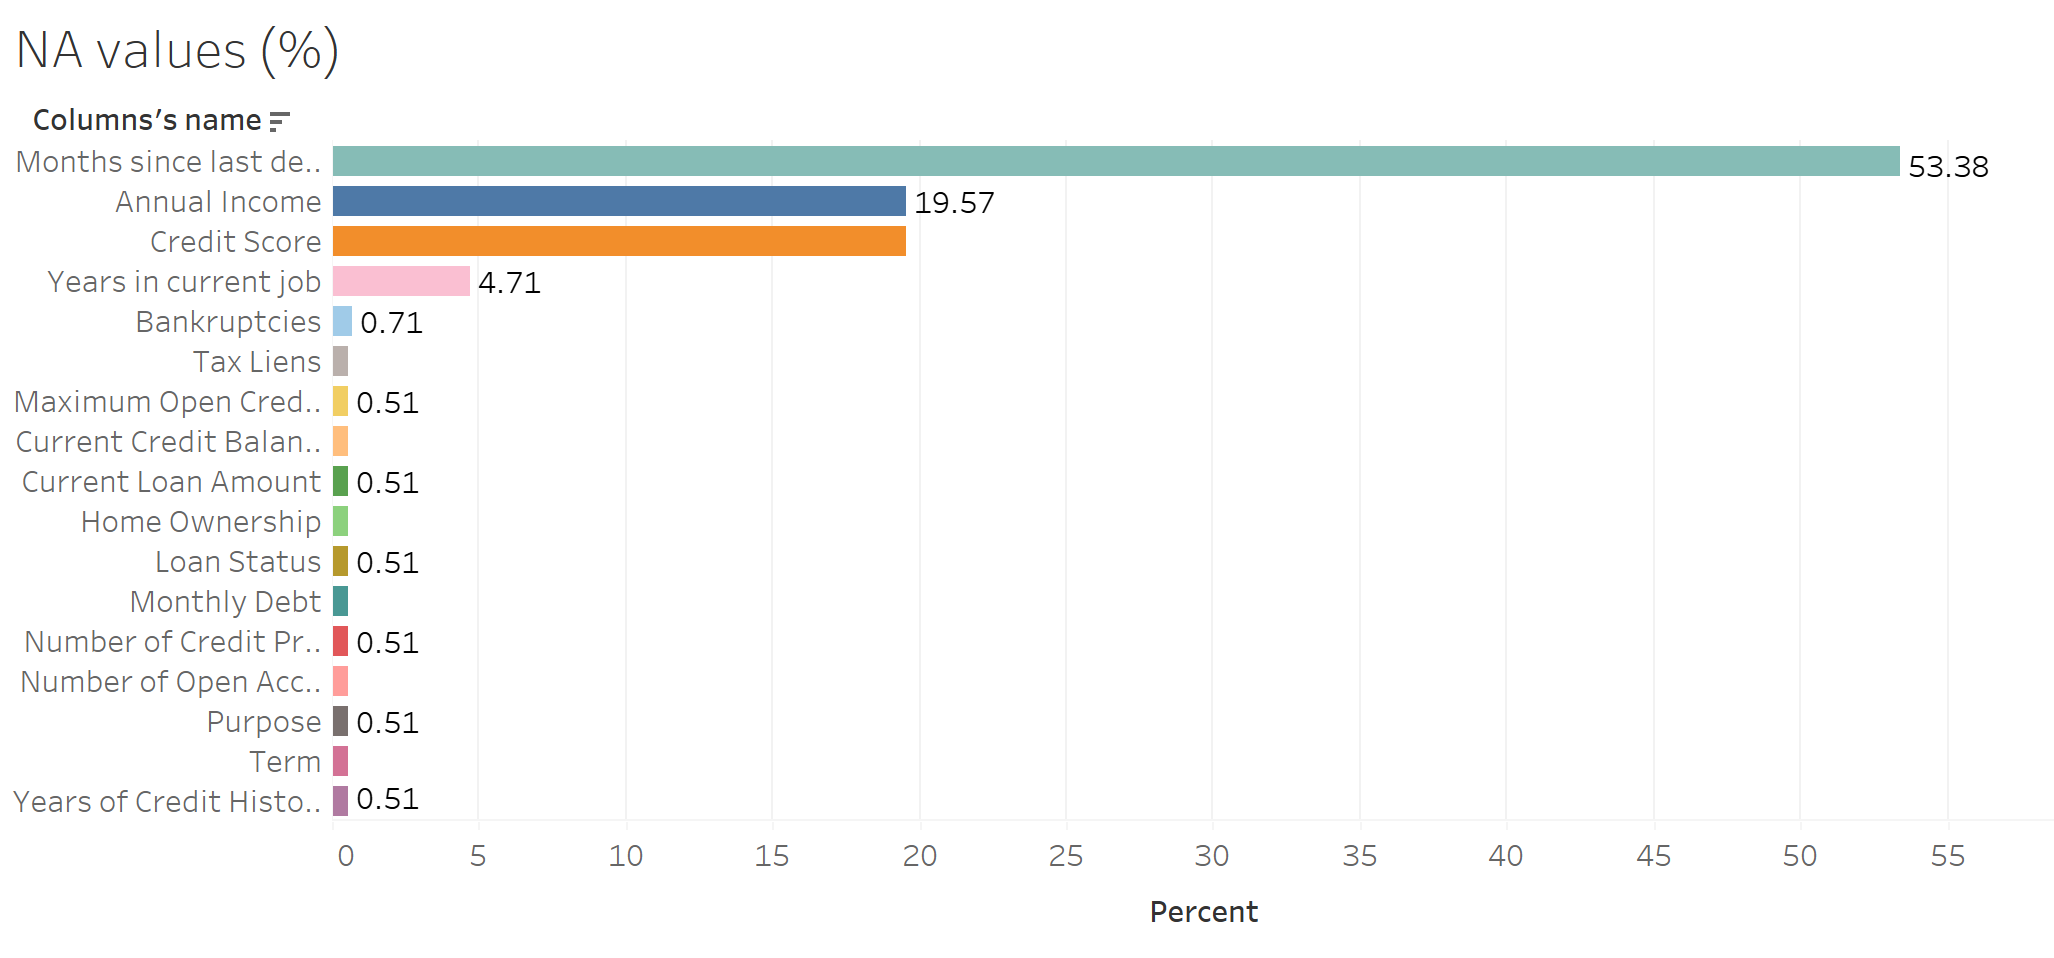 NA values (%)
Columns's name
Months since last de.. 53.38
Annual Income 19.57
Credit Score
Years in current job 4.71
Bankruptcies 0.71
Tax Liens
Maximum Open Cred.. 0.51
Current Credit Balan..
Current Loan Amount 0.51
Home Ownership
Loan Status 0.51
Monthly Debt
Number of Credit Pr.. 0.51
Number of Open Acc..
Purpose 0.51
Term
Years of Credit Histo.. 0.51
0 5 10 15 20 25 30 35 40 45 50 55
Percent